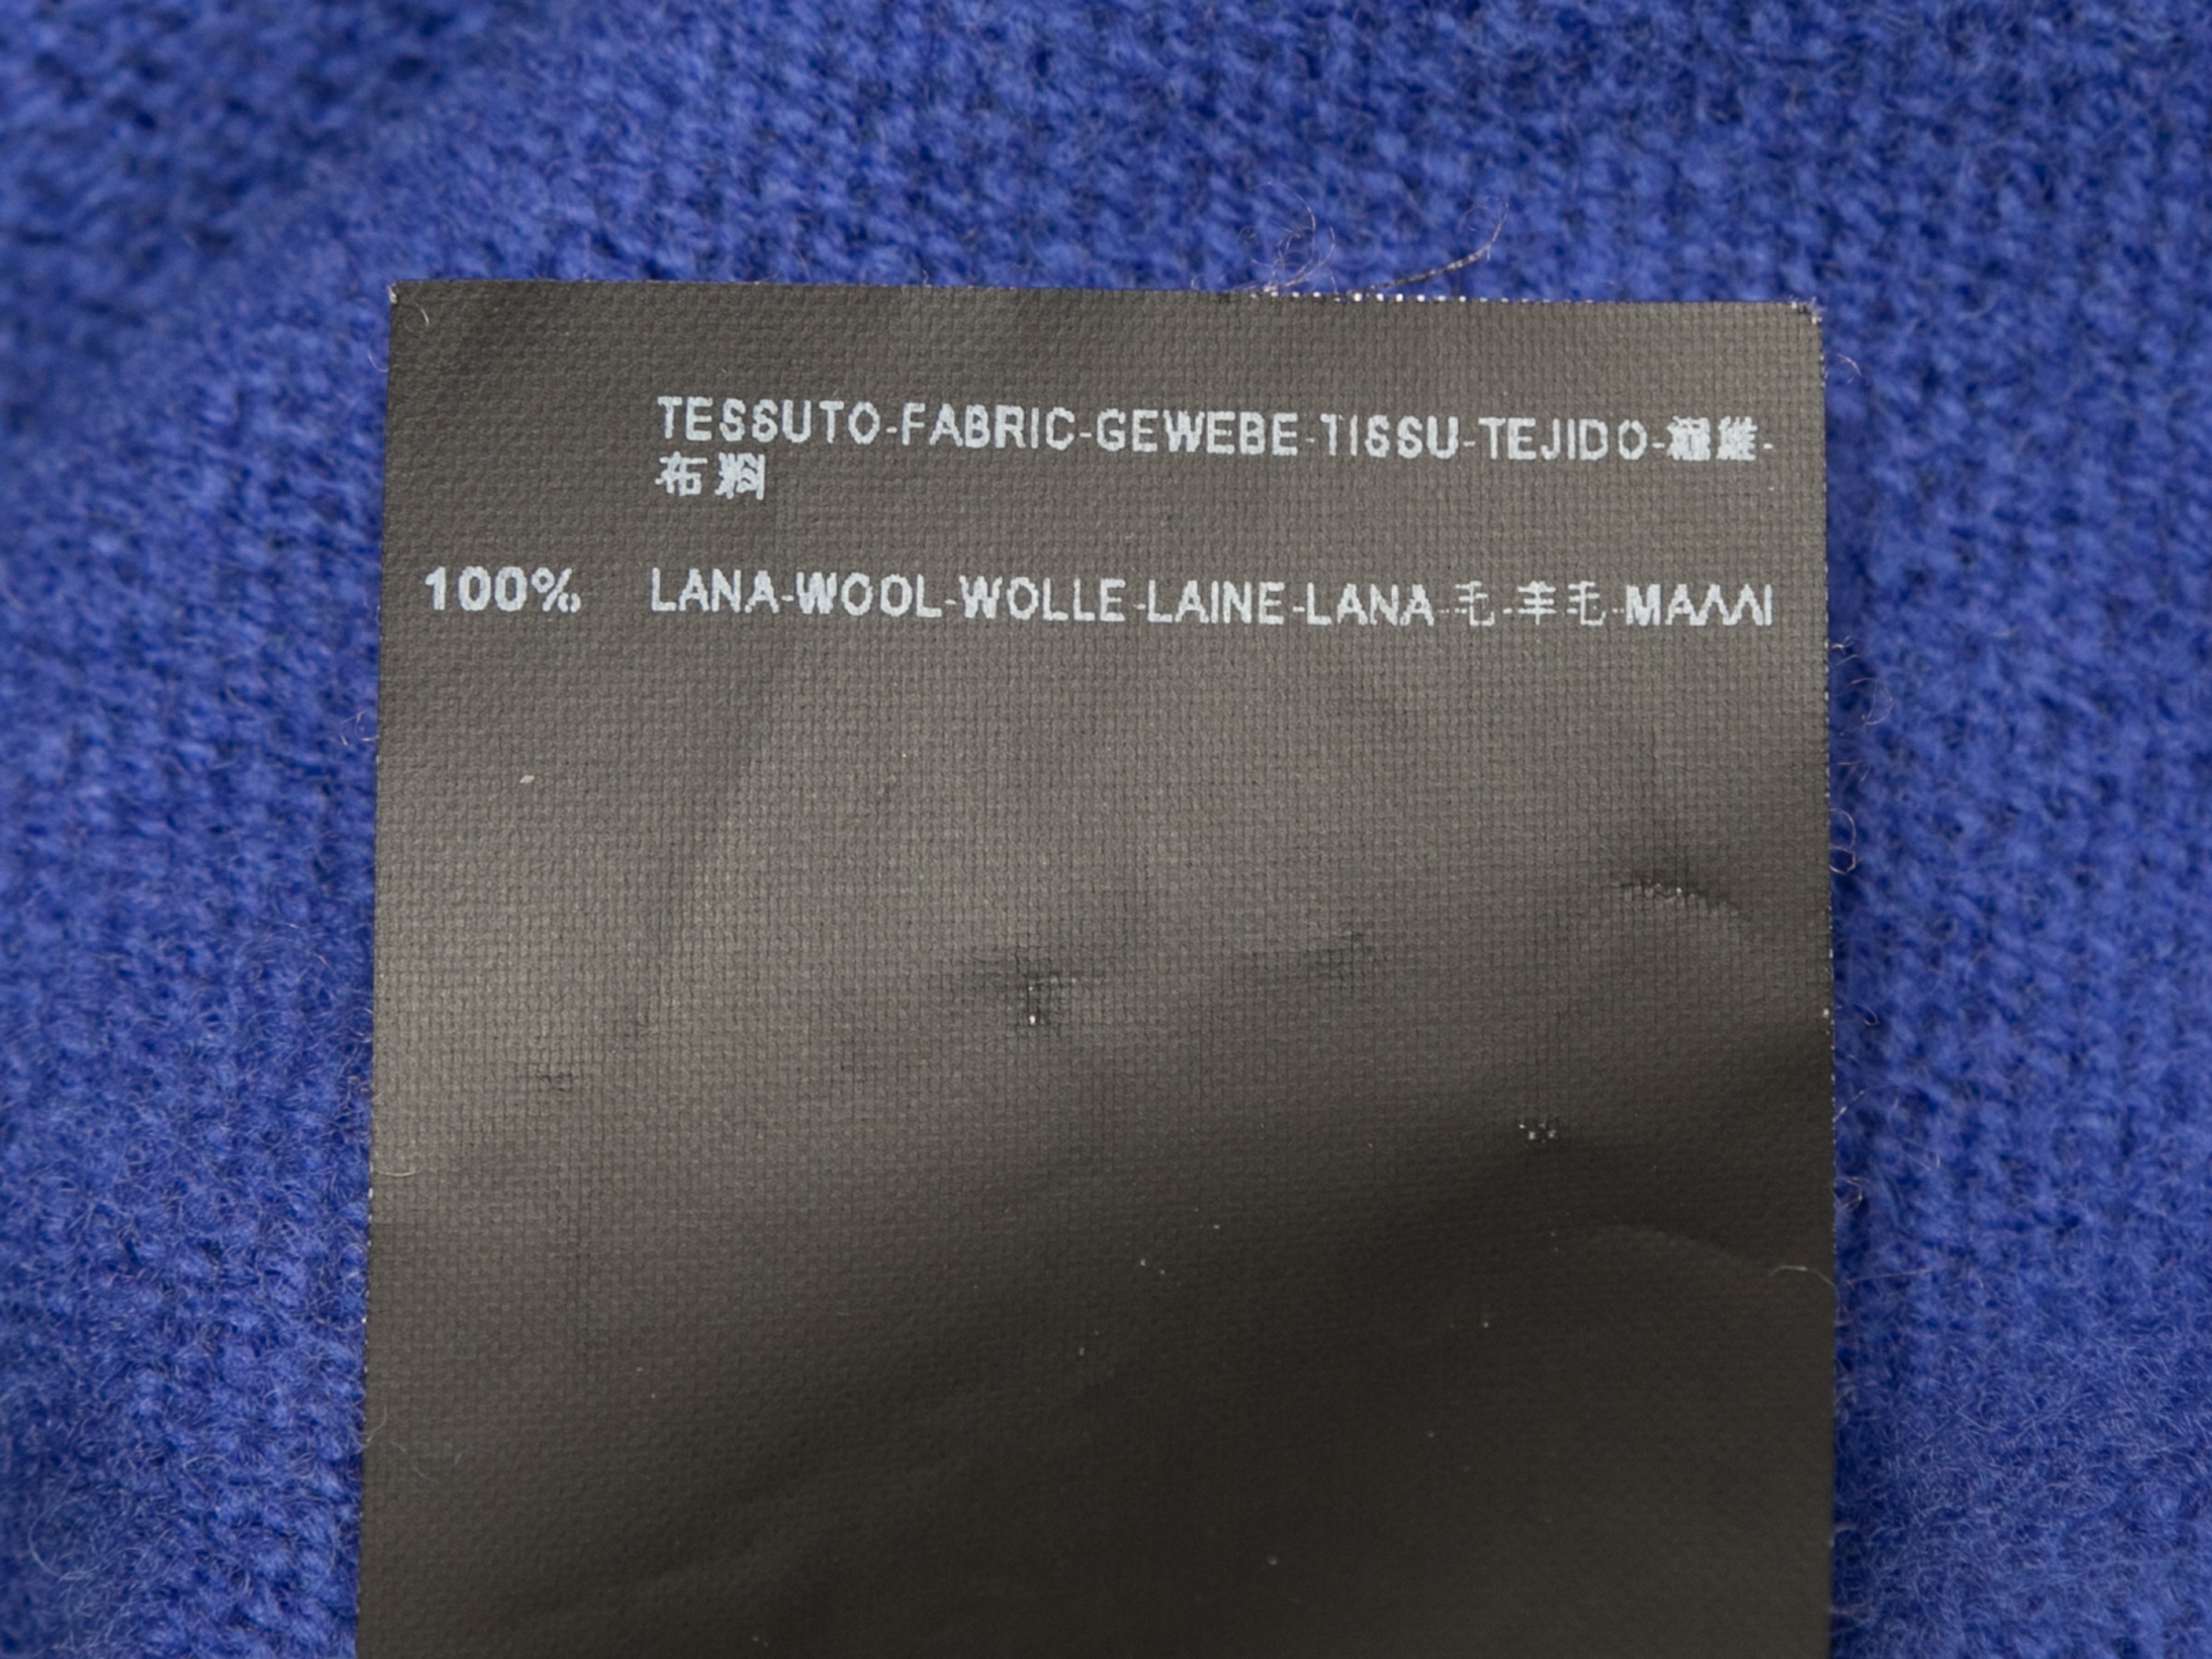 TESSUTO-FABRIC-GEWEBE-TISSU-TEJIDO-繊維-
布料
100% LANA-WOOL-WOLLE-LAINE-LANA-毛-羊毛-ΜΑΛΛΙ